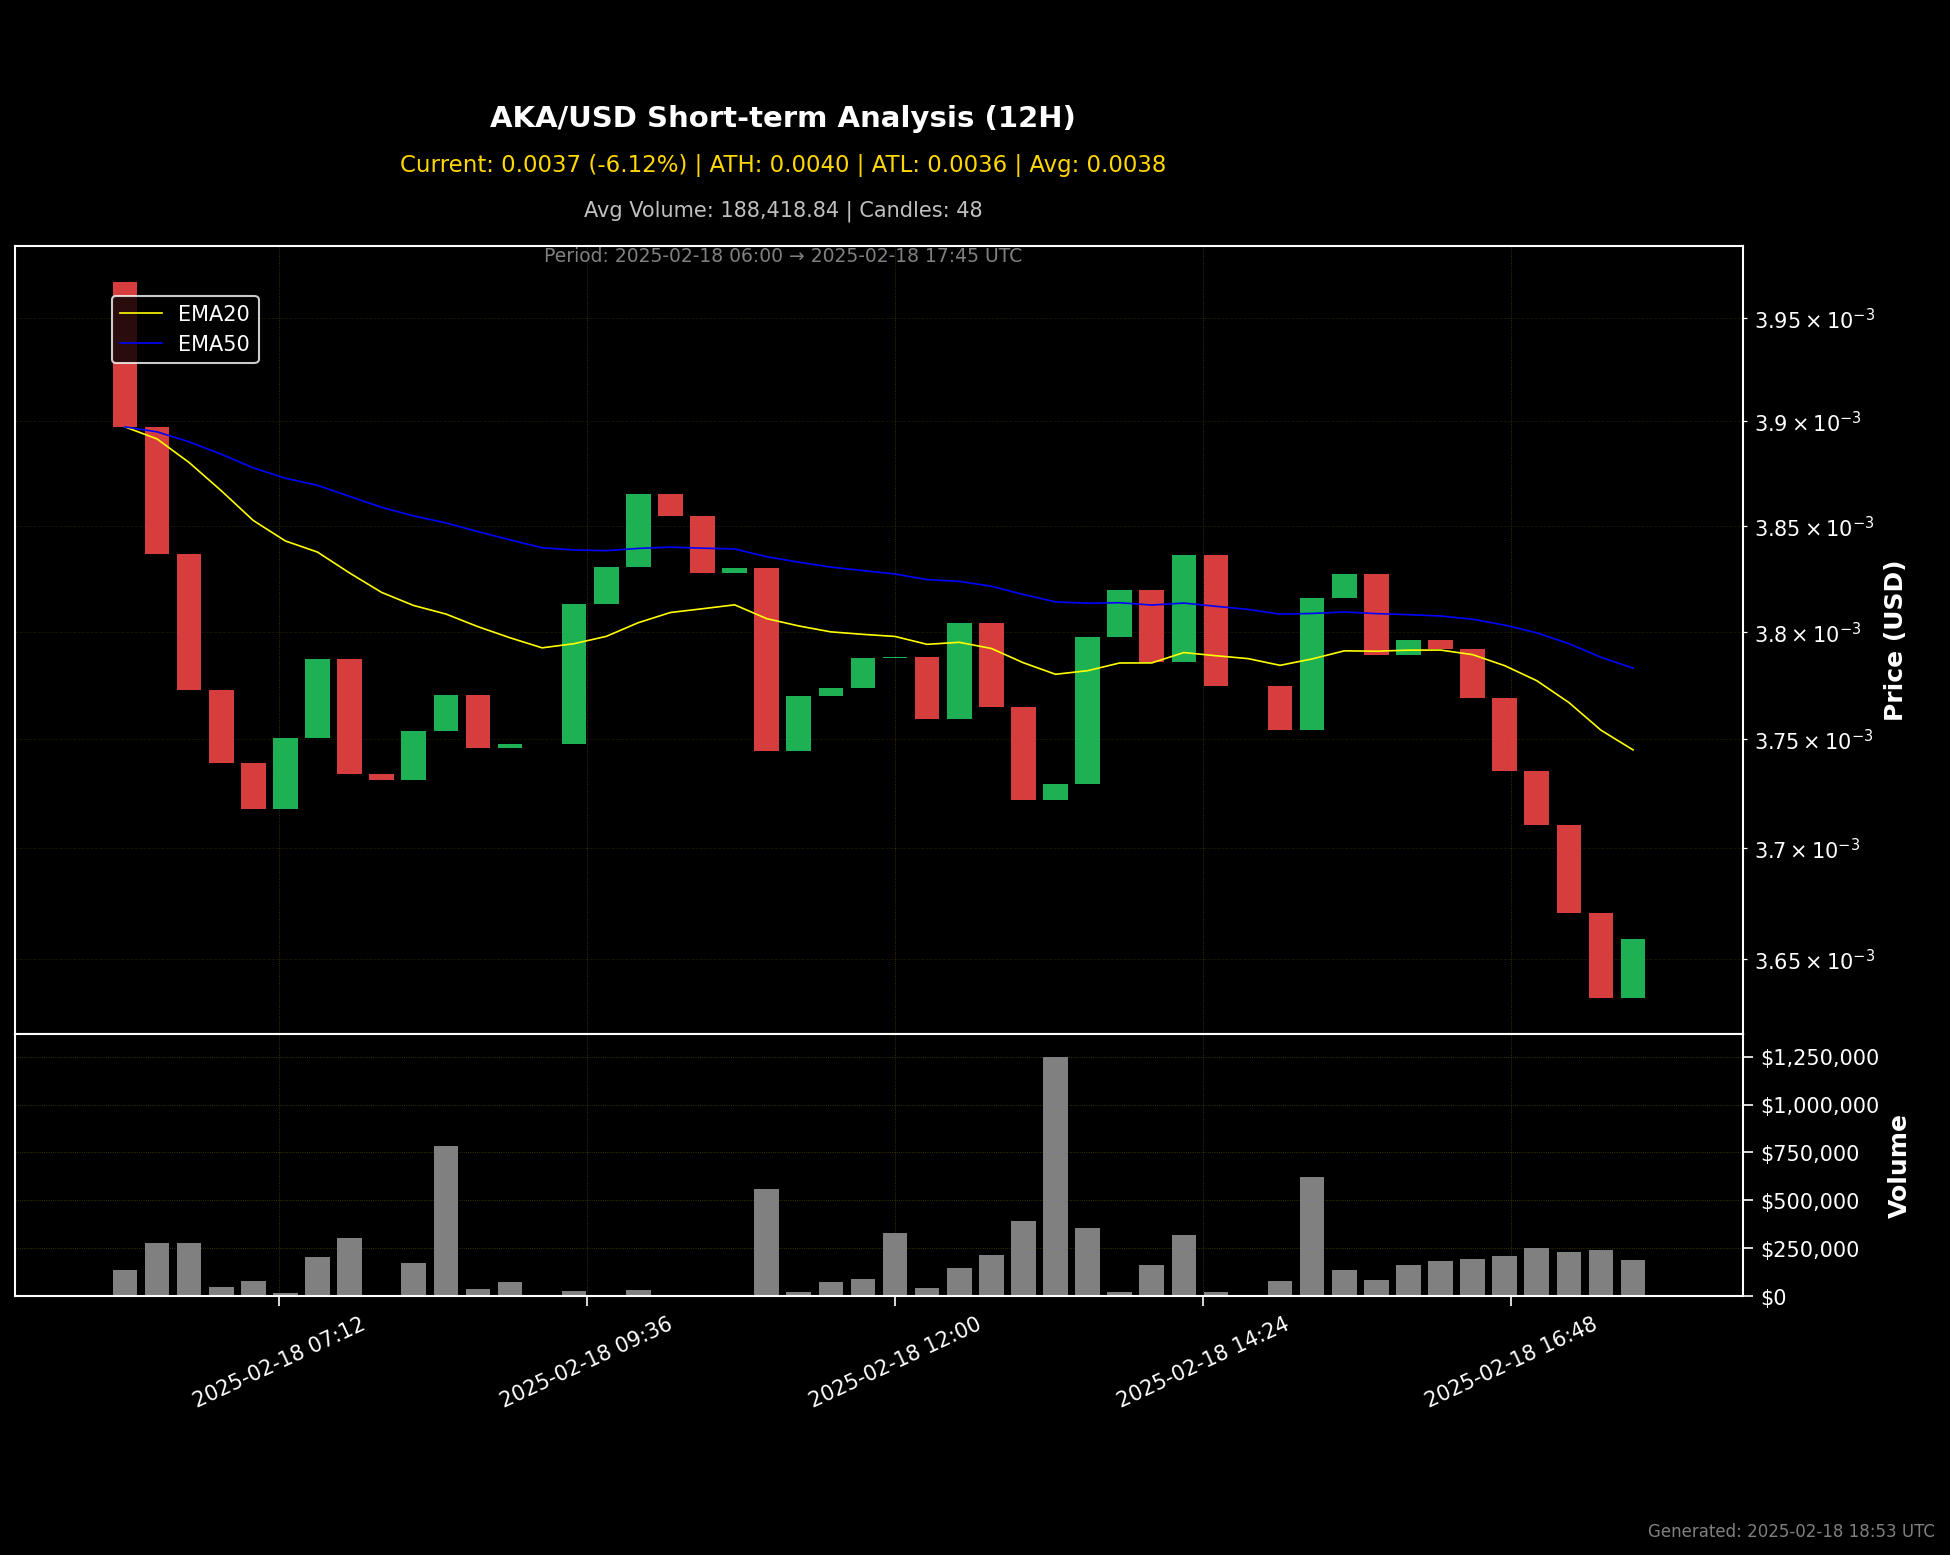 AKA/USD Short-term Analysis (12H)
Current: 0.0037 (-6.12%) | ATH: 0.0040 | ATL: 0.0036 | Avg: 0.0038
Avg Volume: 188,418.84 | Candles: 48
Period: 2025-02-18 06:00 → 2025-02-18 17:45 UTC
EMA20
EMA50
3.95 × 10⁻³
3.9 × 10⁻³
3.85 × 10⁻³
3.8 × 10⁻³
3.75 × 10⁻³
3.7 × 10⁻³
3.65 × 10⁻³
Price (USD)
$1,250,000
$1,000,000
$750,000
$500,000
$250,000
$0
Volume
2025-02-18 07:12
2025-02-18 09:36
2025-02-18 12:00
2025-02-18 14:24
2025-02-18 16:48
Generated: 2025-02-18 18:53 UTC